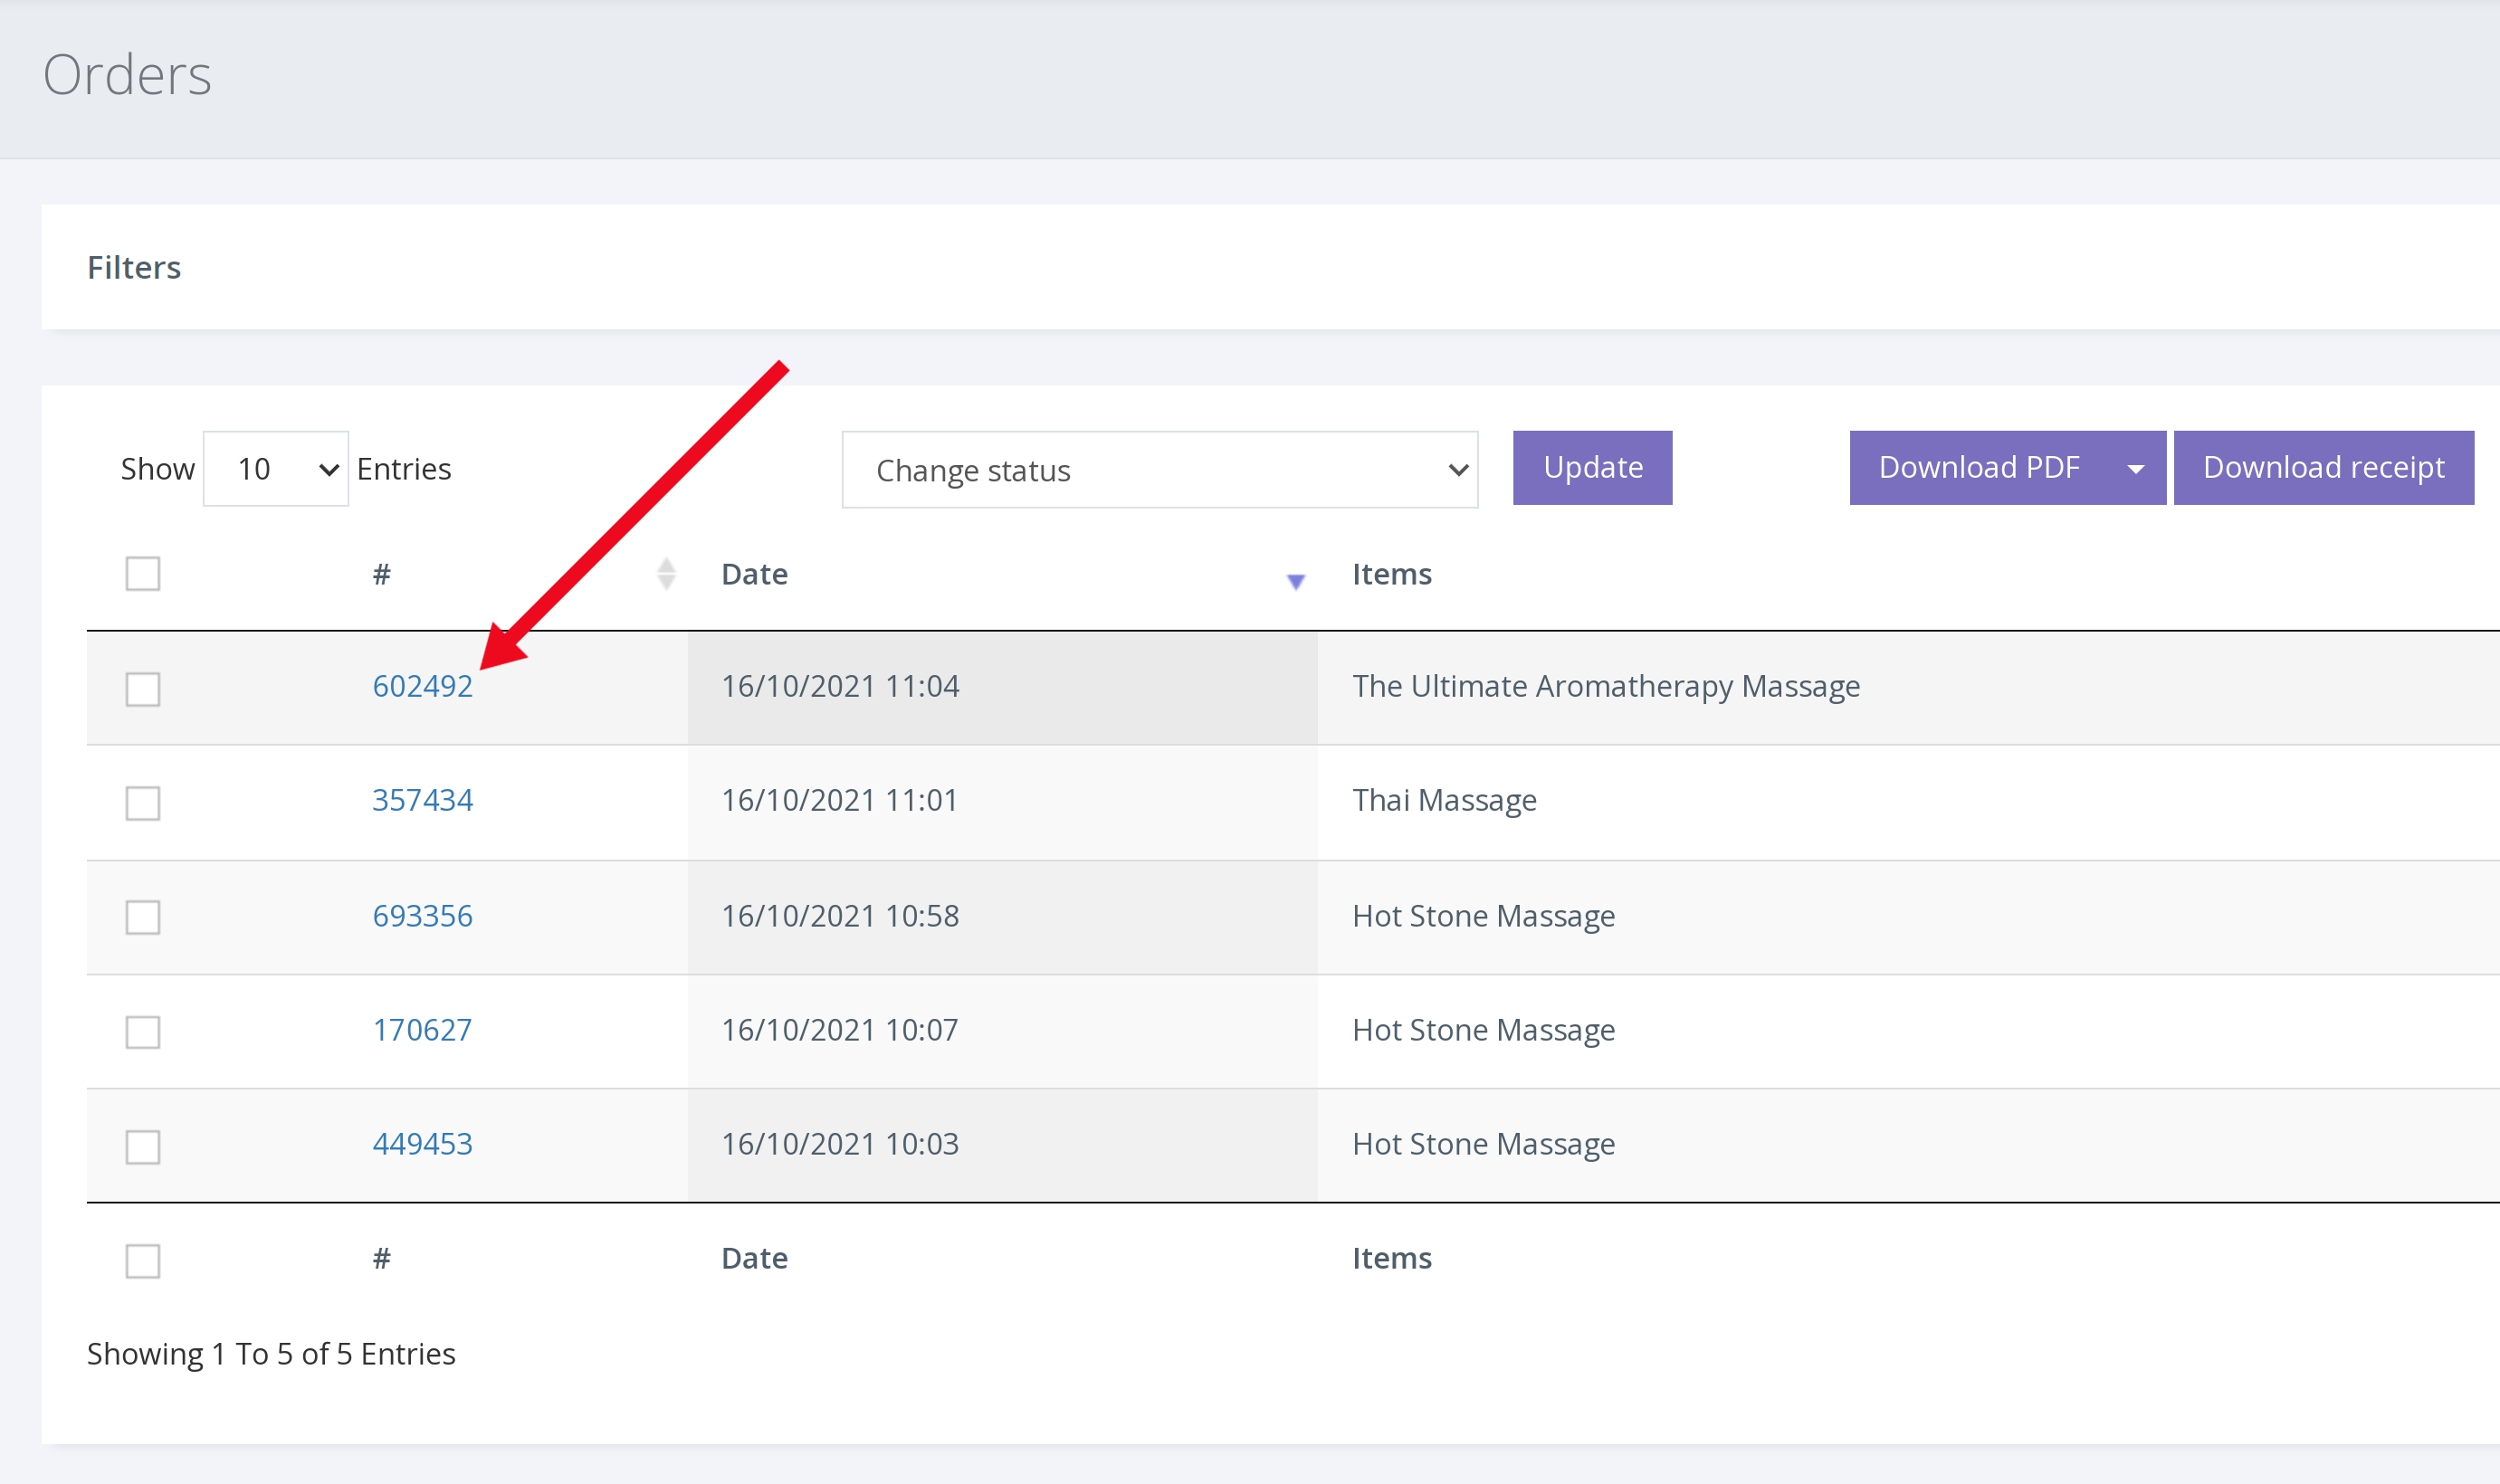 Orders
Filters
Show 10 Entries Change status Update Download PDF Download receipt
# Date Items
602492 16/10/2021 11:04 The Ultimate Aromatherapy Massage
357434 16/10/2021 11:01 Thai Massage
693356 16/10/2021 10:58 Hot Stone Massage
170627 16/10/2021 10:07 Hot Stone Massage
449453 16/10/2021 10:03 Hot Stone Massage
# Date Items
Showing 1 To 5 of 5 Entries